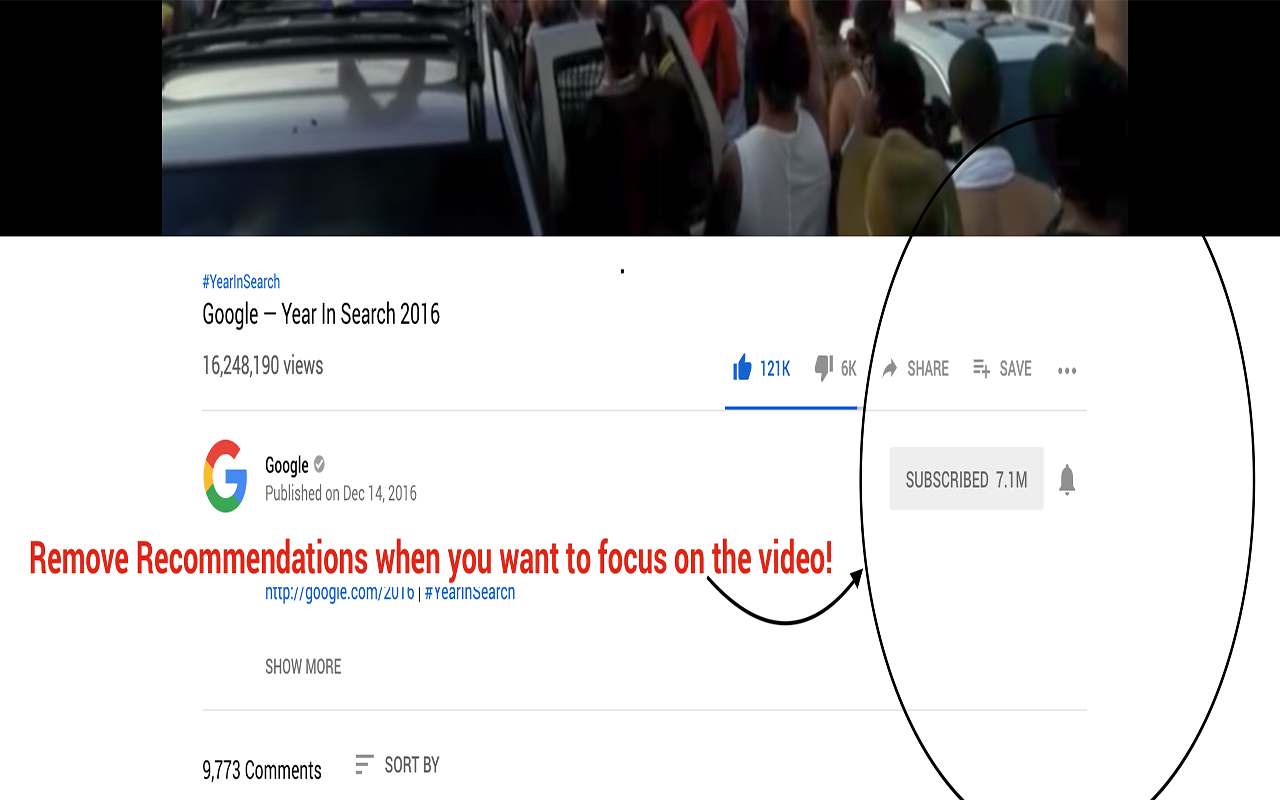 #YearInSearch
Google — Year In Search 2016
16,248,190 views
121K 6K SHARE SAVE
Google
Published on Dec 14, 2016
SUBSCRIBED 7.1M
Remove Recommendations when you want to focus on the video!
http://google.com/2016 | #YearInSearch
SHOW MORE
9,773 Comments SORT BY